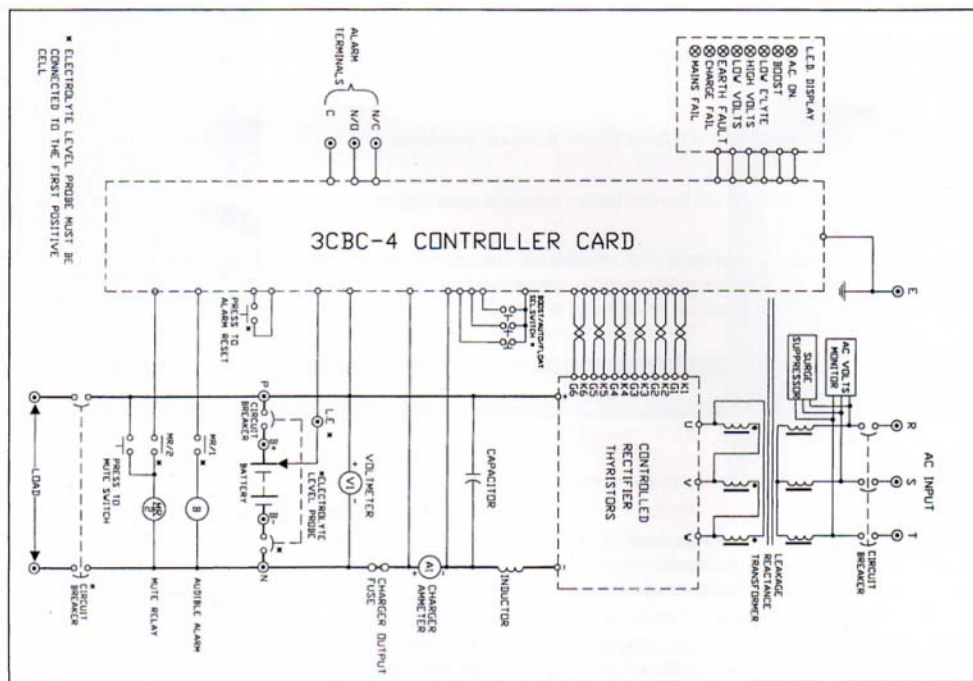 L.E.D. DISPLAY
A.C. ON
BOOST
LOW E'LYTE
HIGH VOLTS
LOW VOLTS
EARTH FAULT
CHARGE FAIL
MAINS FAIL
ALARM
TERMINALS
N/C
N/O
C
* ELECTROLYTE LEVEL PROBE MUST BE
CONNECTED TO THE FIRST POSITIVE
CELL
3CBC-4 CONTROLLER CARD
E
PRESS TO
ALARM RESET
BOOST/AUTO/FLOAT
SEL.SWITCH *
K1
G1
K2
G2
K3
G3
K4
G4
K5
G5
K6
G6
AC VOLTS
MONITOR
SURGE
SUPPRESSOR
R
S
T
AC INPUT
CIRCUIT
BREAKER
LEAKAGE
REACTANCE
TRANSFORMER
U
V
CONTROLLED
RECTIFIER
THYRISTORS
+
-
CAPACITOR
INDUCTOR
A1
+
-
CHARGER
AMMETER
CHARGER OUTPUT
FUSE
VOLTMETER
+
V1
-
L.E *
*ELECTROLYTE
LEVEL PROBE
P
CIRCUIT
BREAKER
B+
BATTERY
B-
*
N
MR/1
*
B
AUDIBLE ALARM
MR/2
*
MR
2
MUTE RELAY
PRESS TO
MUTE SWITCH
LOAD
*
CIRCUIT
BREAKER